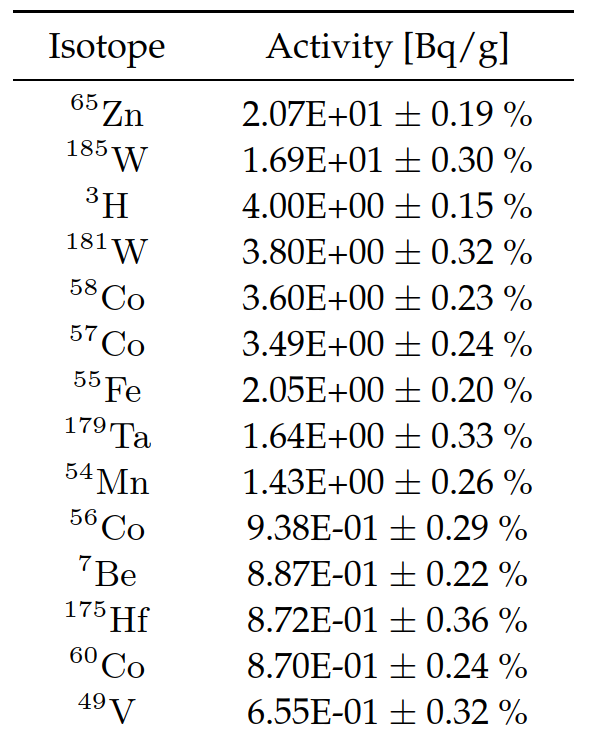 Isotope Activity [Bq/g]
⁶⁵Zn 2.07E+01 ± 0.19 %
¹⁸⁵W 1.69E+01 ± 0.30 %
³H 4.00E+00 ± 0.15 %
¹⁸¹W 3.80E+00 ± 0.32 %
⁵⁸Co 3.60E+00 ± 0.23 %
⁵⁷Co 3.49E+00 ± 0.24 %
⁵⁵Fe 2.05E+00 ± 0.20 %
¹⁷⁹Ta 1.64E+00 ± 0.33 %
⁵⁴Mn 1.43E+00 ± 0.26 %
⁵⁶Co 9.38E-01 ± 0.29 %
⁷Be 8.87E-01 ± 0.22 %
¹⁷⁵Hf 8.72E-01 ± 0.36 %
⁶⁰Co 8.70E-01 ± 0.24 %
⁴⁹V 6.55E-01 ± 0.32 %